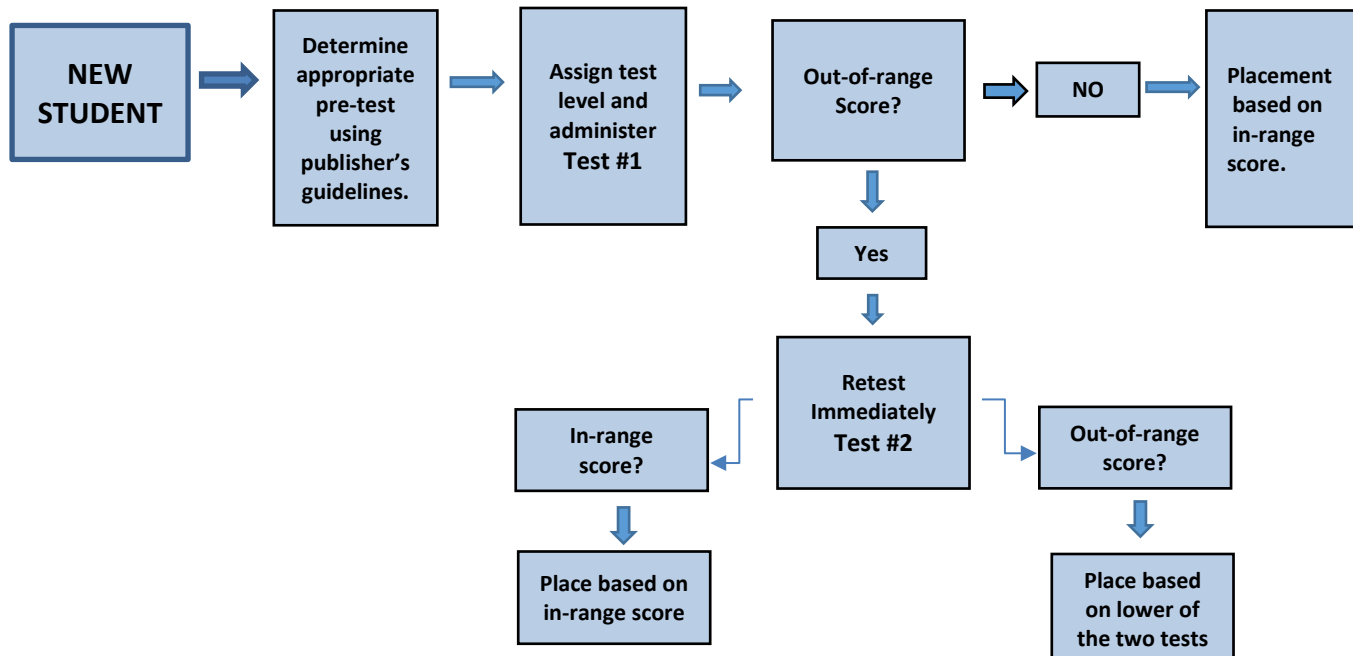 NEW
STUDENT
Determine
appropriate
pre-test
using
publisher’s
guidelines.
Assign test
level and
administer
Test #1
Out-of-range
Score?
NO
Placement
based on
in-range
score.
Yes
Retest
Immediately
Test #2
In-range
score?
Out-of-range
score?
Place based on
in-range score
Place based
on lower of
the two tests